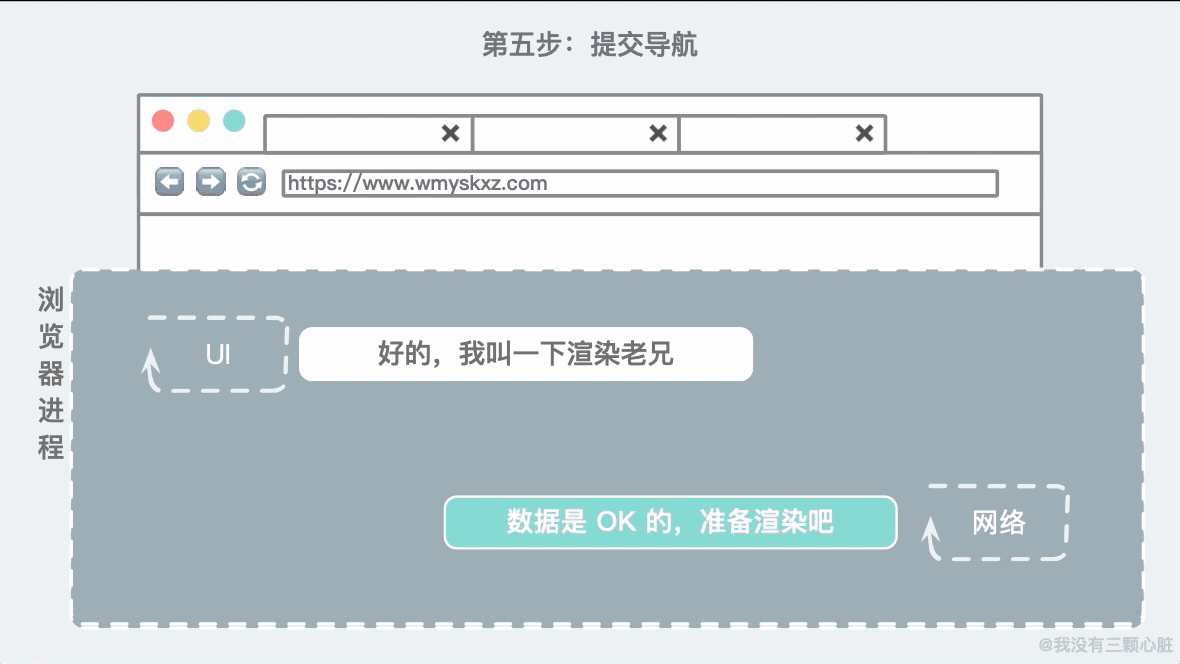 第五步：提交导航
https://www.wmyskxz.com
浏览器进程
UI
好的，我叫一下渲染老兄
数据是 OK 的，准备渲染吧
网络
@我没有三颗心脏